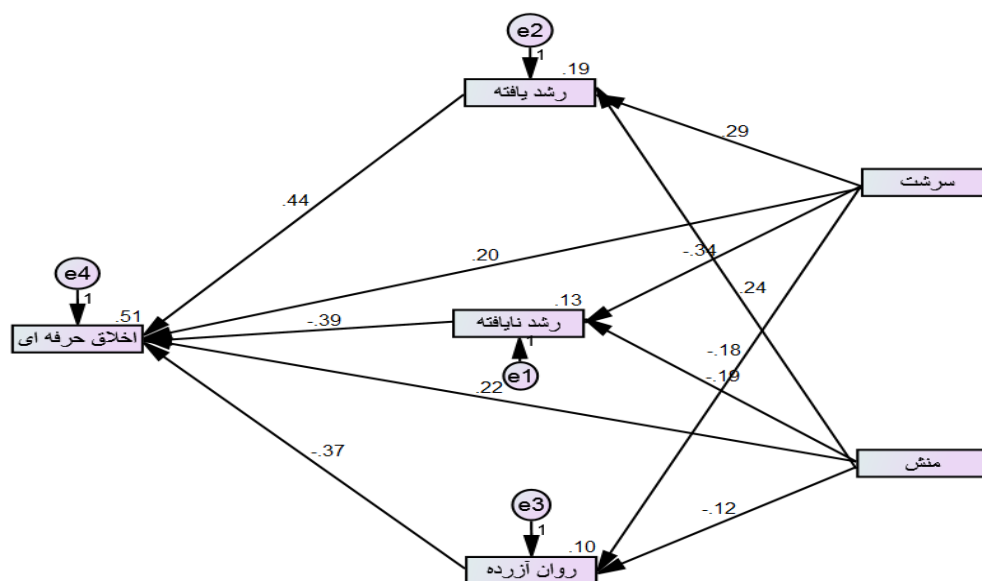 e2
1
.19
رشد یافته
.29
سرشت
.44
.20
-.34
e4
1
.24
.13
.51
رشد نایافته
-.39
اخلاق حرفه ای
1
-.18
e1
-.19
.22
-.37
منش
e3
-.12
1
.10
روان آزرده